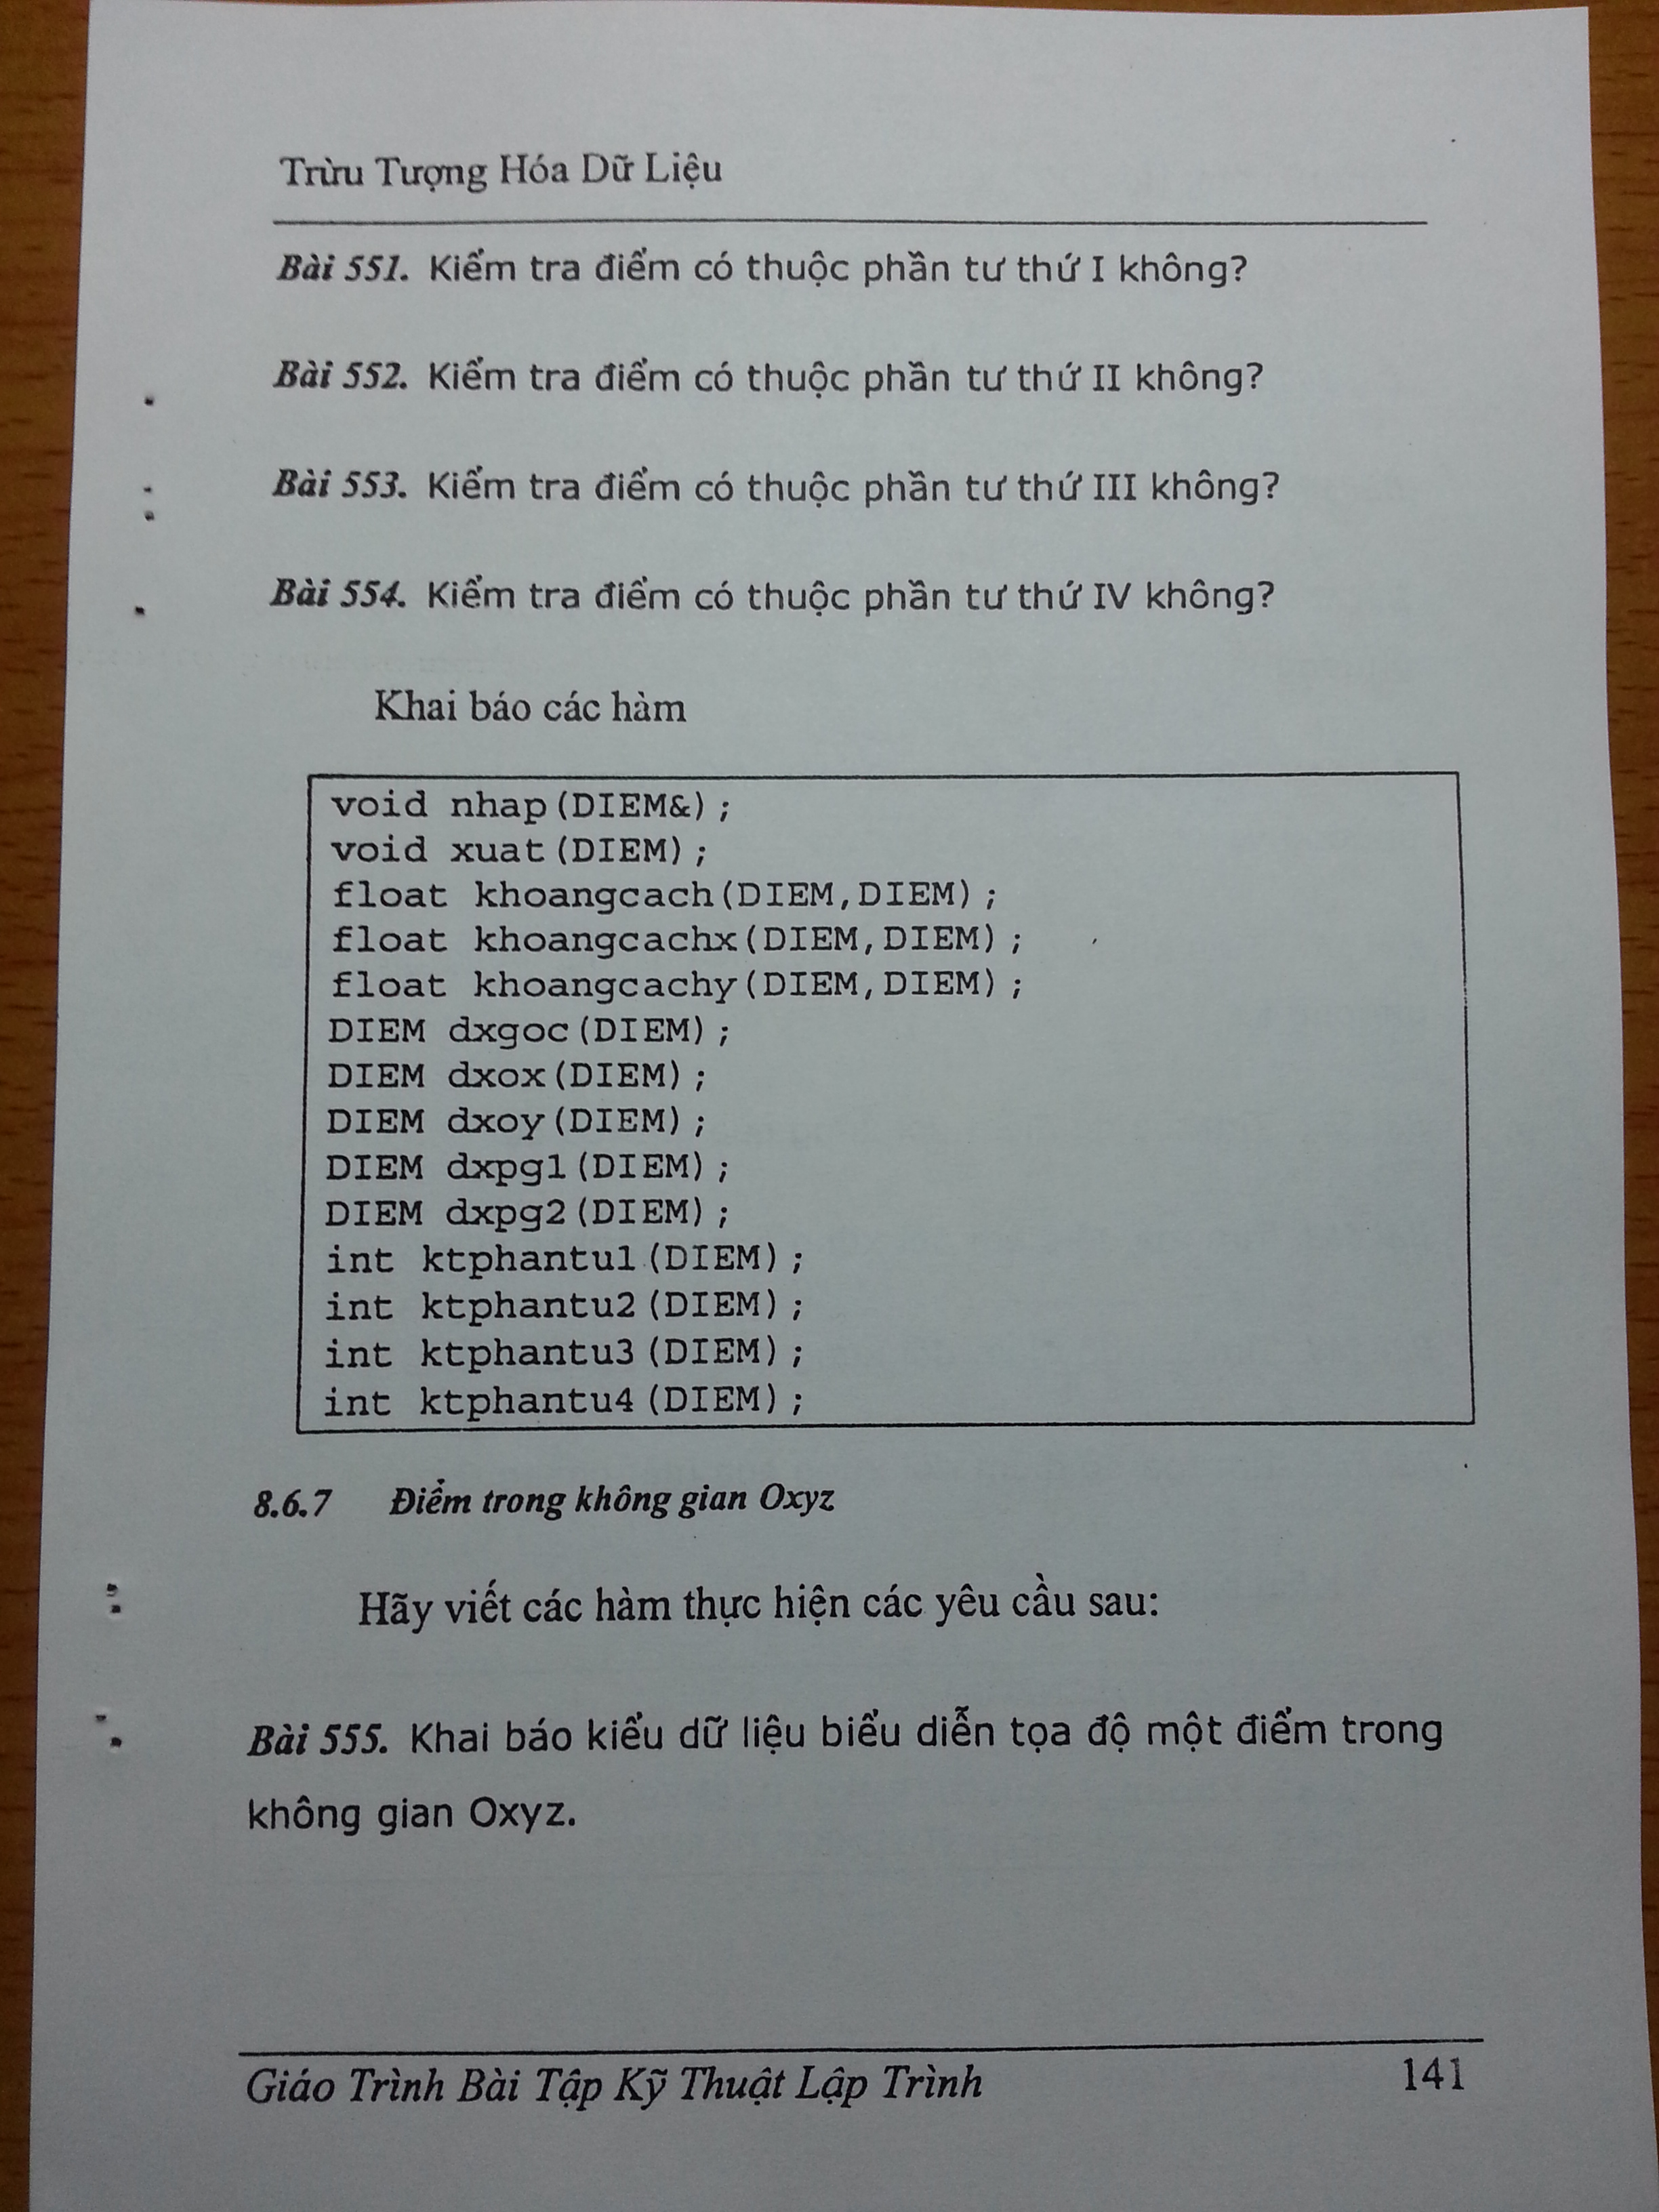 Trừu Tượng Hóa Dữ Liệu
Bài 551. Kiểm tra điểm có thuộc phần tư thứ I không?
Bài 552. Kiểm tra điểm có thuộc phần tư thứ II không?
Bài 553. Kiểm tra điểm có thuộc phần tư thứ III không?
Bài 554. Kiểm tra điểm có thuộc phần tư thứ IV không?
Khai báo các hàm
void nhap(DIEM&);
void xuat(DIEM);
float khoangcach(DIEM,DIEM);
float khoangcachx(DIEM,DIEM);
float khoangcachy(DIEM,DIEM);
DIEM dxgoc(DIEM);
DIEM dxox(DIEM);
DIEM dxoy(DIEM);
DIEM dxpg1(DIEM);
DIEM dxpg2(DIEM);
int ktphantu1(DIEM);
int ktphantu2(DIEM);
int ktphantu3(DIEM);
int ktphantu4(DIEM);
8.6.7 Điểm trong không gian Oxyz
Hãy viết các hàm thực hiện các yêu cầu sau:
Bài 555. Khai báo kiểu dữ liệu biểu diễn tọa độ một điểm trong
không gian Oxyz.
Giáo Trình Bài Tập Kỹ Thuật Lập Trình 141